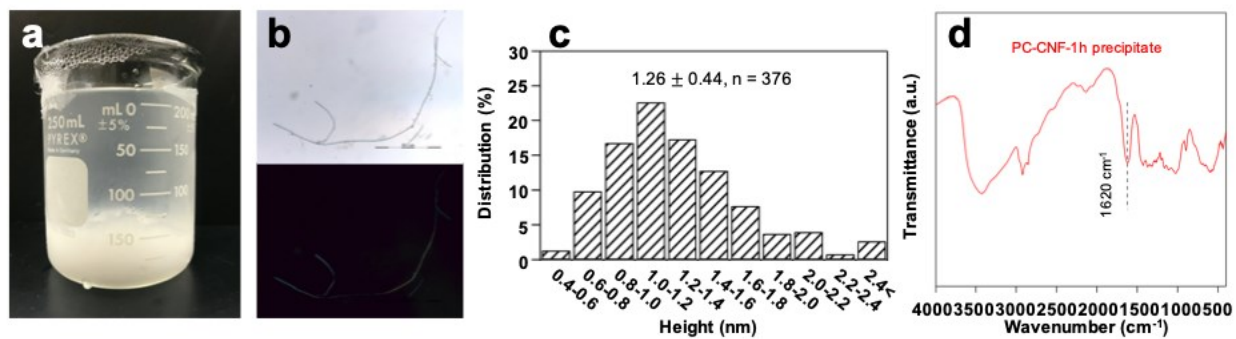 a
mL 0
200
250 mL
±5%
PYREX®
50
150
100
100
150
b
c
1.26 ± 0.44, n = 376
Distribution (%)
30
25
20
15
10
5
0
0.4-0.6
0.6-0.8
0.8-1.0
1.0-1.2
1.2-1.4
1.4-1.6
1.6-1.8
1.8-2.0
2.0-2.2
2.2-2.4
2.4<
Height (nm)
d
PC-CNF-1h precipitate
Transmittance (a.u.)
1620 cm⁻¹
4000 3500 3000 2500 2000 1500 1000 500
Wavenumber (cm⁻¹)